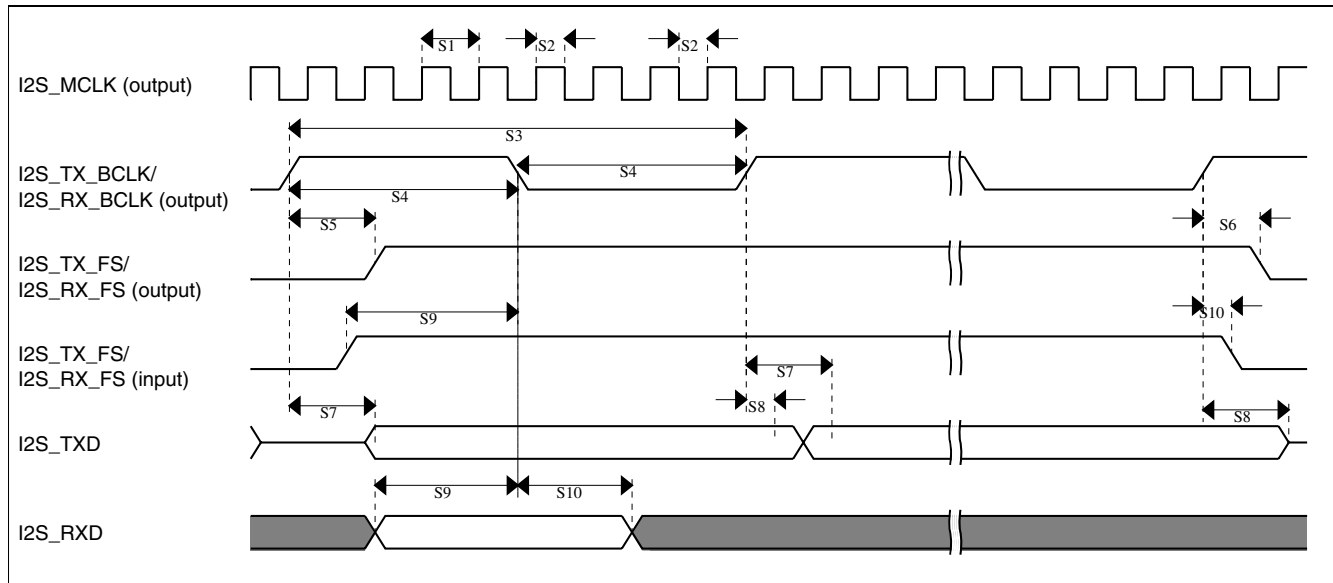 S1
S2
S2
I2S_MCLK (output)
S3
I2S_TX_BCLK/
I2S_RX_BCLK (output)
S4
S4
S5
S6
I2S_TX_FS/
I2S_RX_FS (output)
S9
S10
I2S_TX_FS/
I2S_RX_FS (input)
S7
S7
S8
S8
I2S_TXD
S9
S10
I2S_RXD